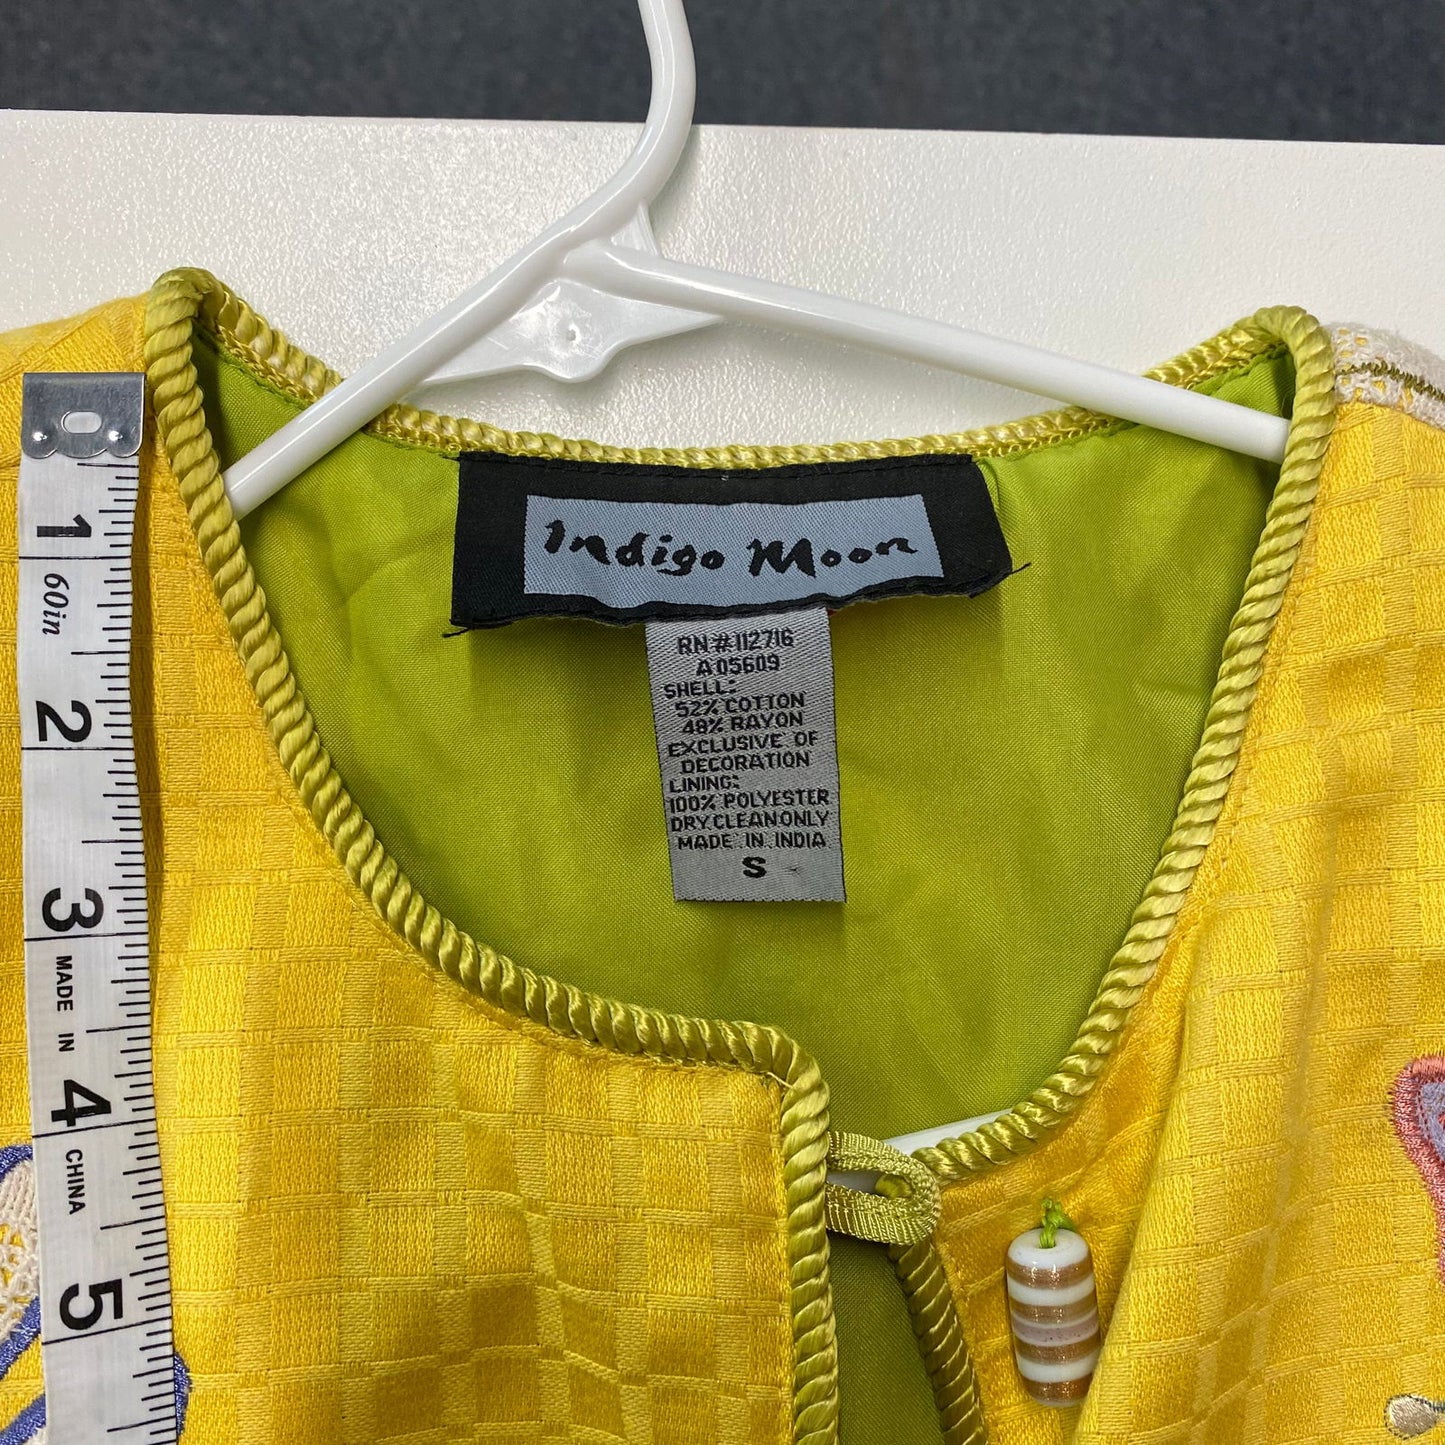 Indigo Moon
RN #112716
A05609
SHELL:
52% COTTON
48% RAYON
EXCLUSIVE OF
DECORATION
LINING:
100% POLYESTER
DRY CLEAN ONLY
MADE IN INDIA
S
1
60in
2
3
MADE IN
4
CHINA
5